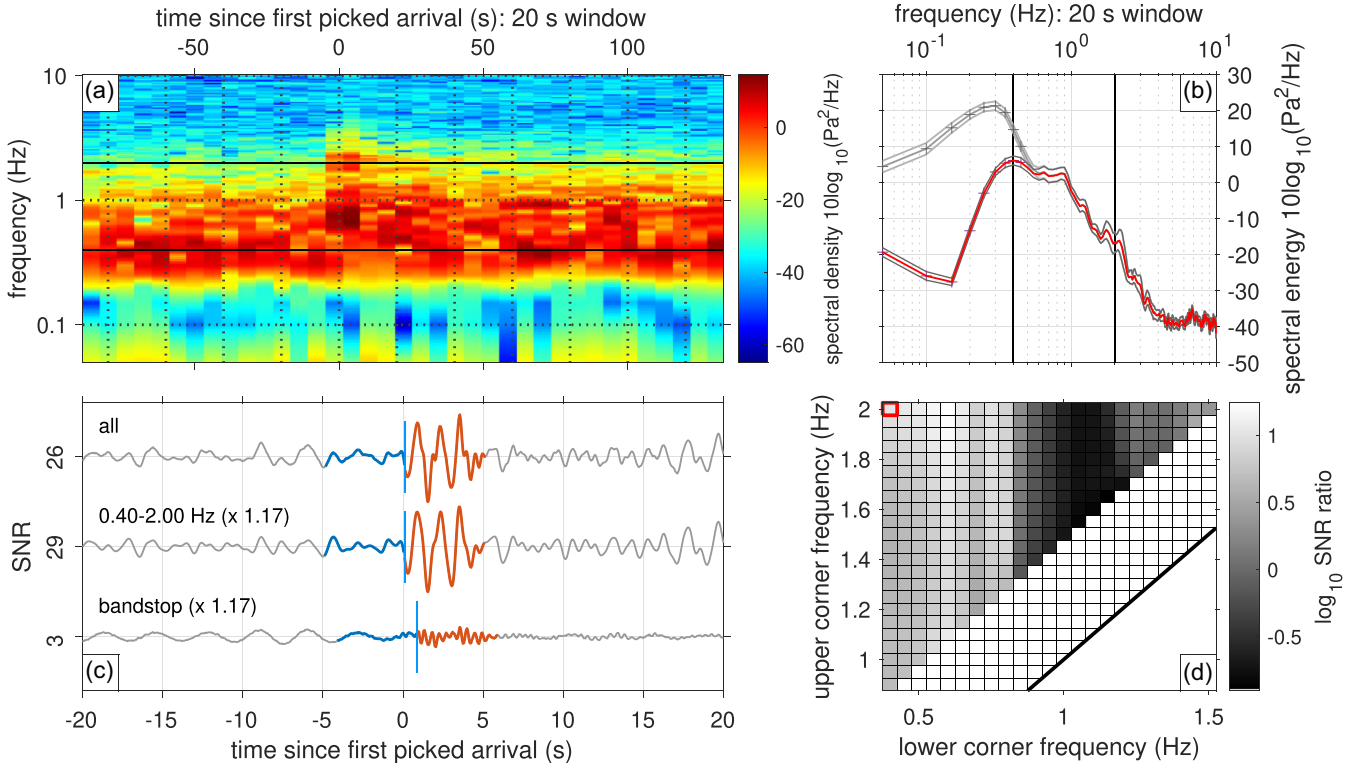 time since first picked arrival (s): 20 s window
-50 0 50 100
(a)
frequency (Hz)
10
1
0.1
0
-20
-40
-60
frequency (Hz): 20 s window
10-1 100 101
(b)
spectral density 10log10(Pa2/Hz)
spectral energy 10log10(Pa2/Hz)
30
20
10
0
-10
-20
-30
-40
-50
SNR
all
26
0.40-2.00 Hz (x 1.17)
29
bandstop (x 1.17)
3
(c)
-20 -15 -10 -5 0 5 10 15 20
time since first picked arrival (s)
upper corner frequency (Hz)
2
1.8
1.6
1.4
1.2
1
(d)
0.5 1 1.5
lower corner frequency (Hz)
1
0.5
0
-0.5
log10 SNR ratio